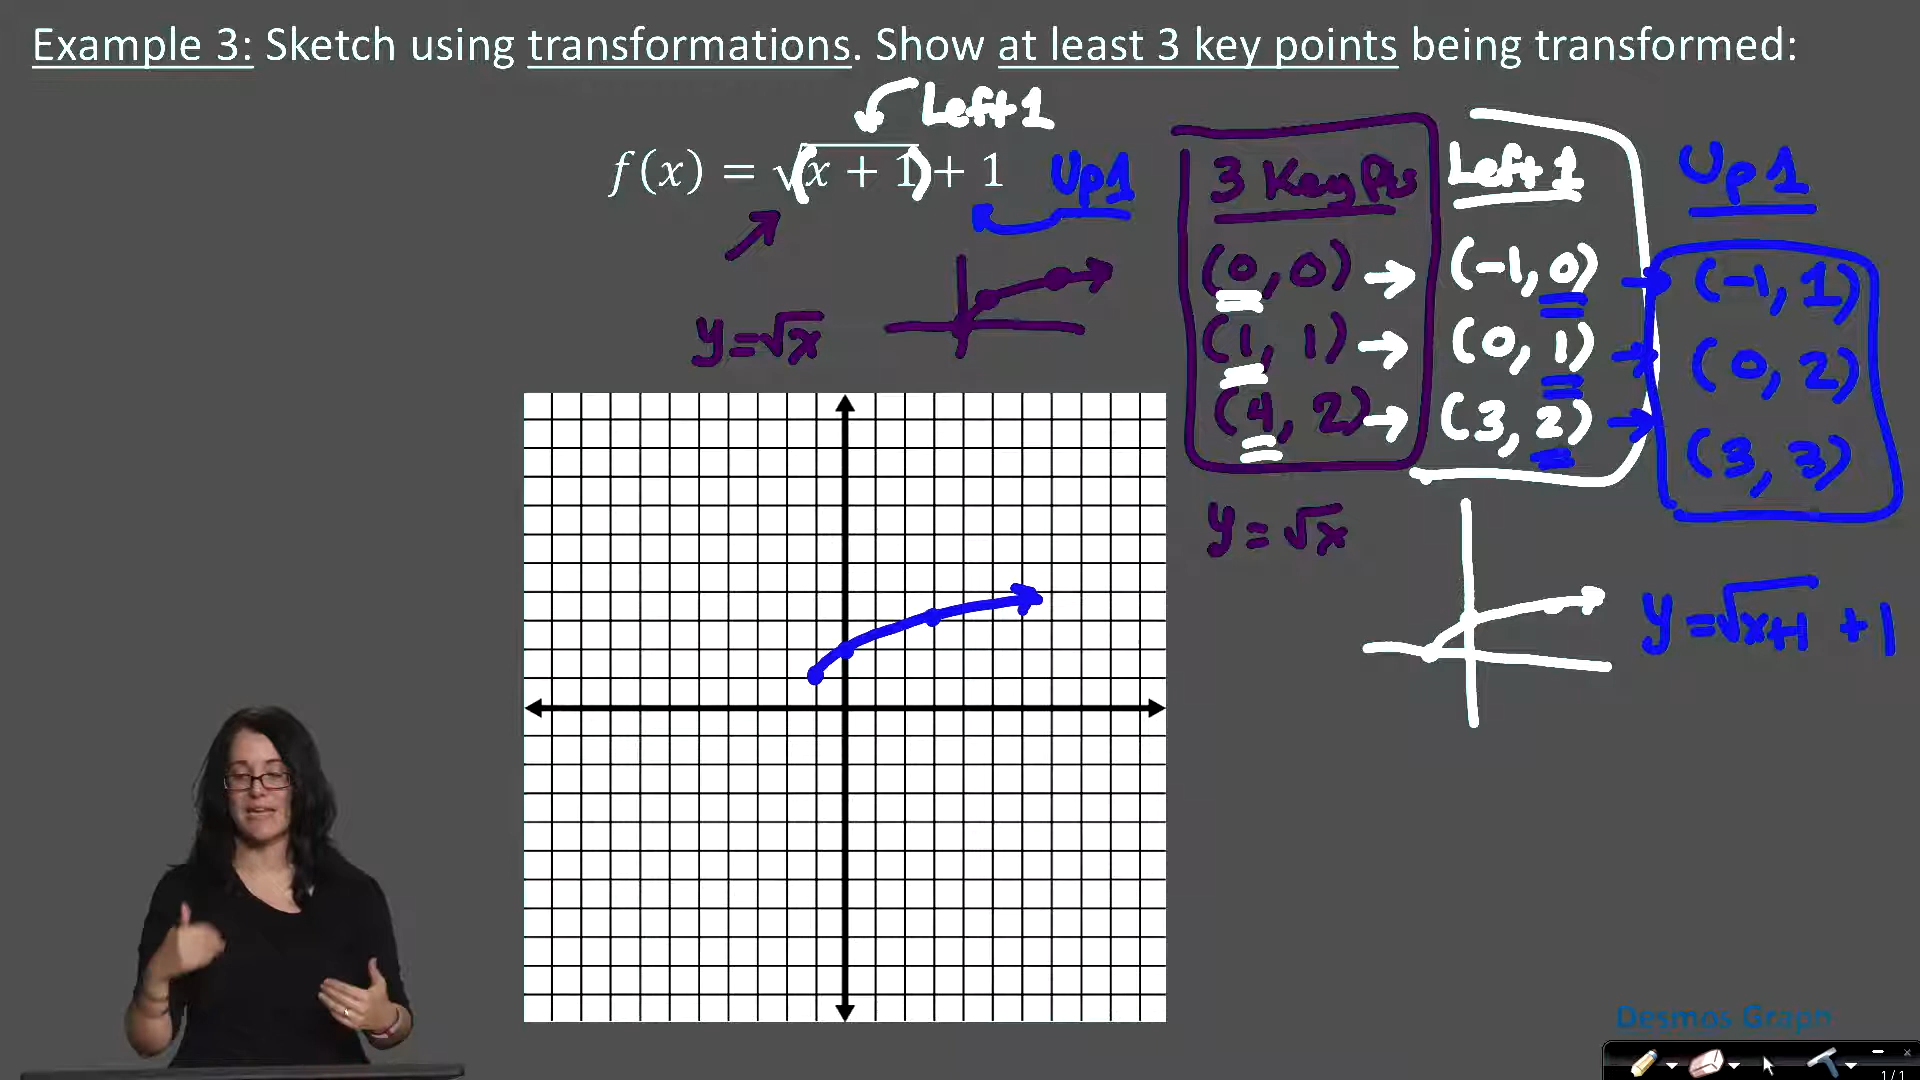 Example 3: Sketch using transformations. Show at least 3 key points being transformed:
Left 1
f(x) = √(x + 1) + 1
Up 1
y = √x
3 Key Pts
(0, 0) →
(1, 1) →
(4, 2) →
y = √x
Left 1
(-1, 0) →
(0, 1) →
(3, 2) →
Up 1
(-1, 1)
(0, 2)
(3, 3)
y = √x+1 + 1
Desmos Graph
1/1